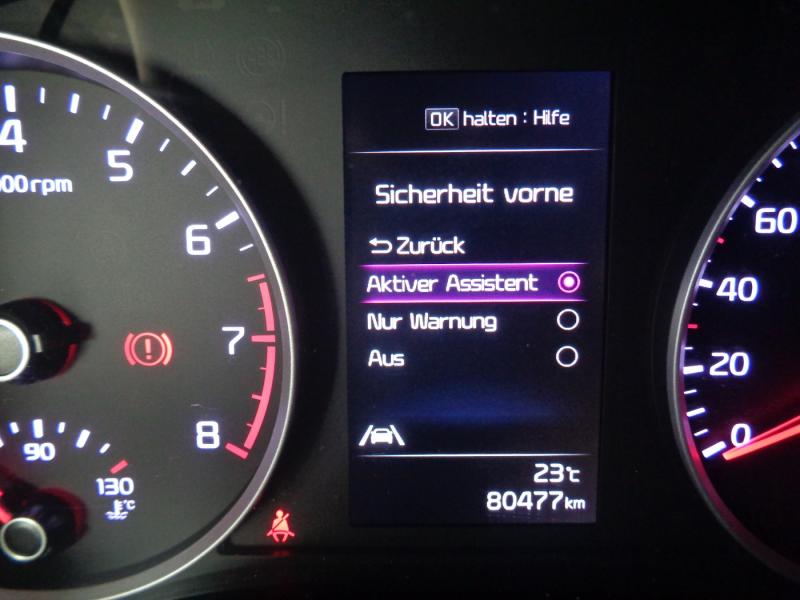 OK halten : Hilfe
Sicherheit vorne
Zurück
Aktiver Assistent
Nur Warnung
Aus
23°C
80477km
4
5
6
7
8
00rpm
90
130
°C
60
40
20
0